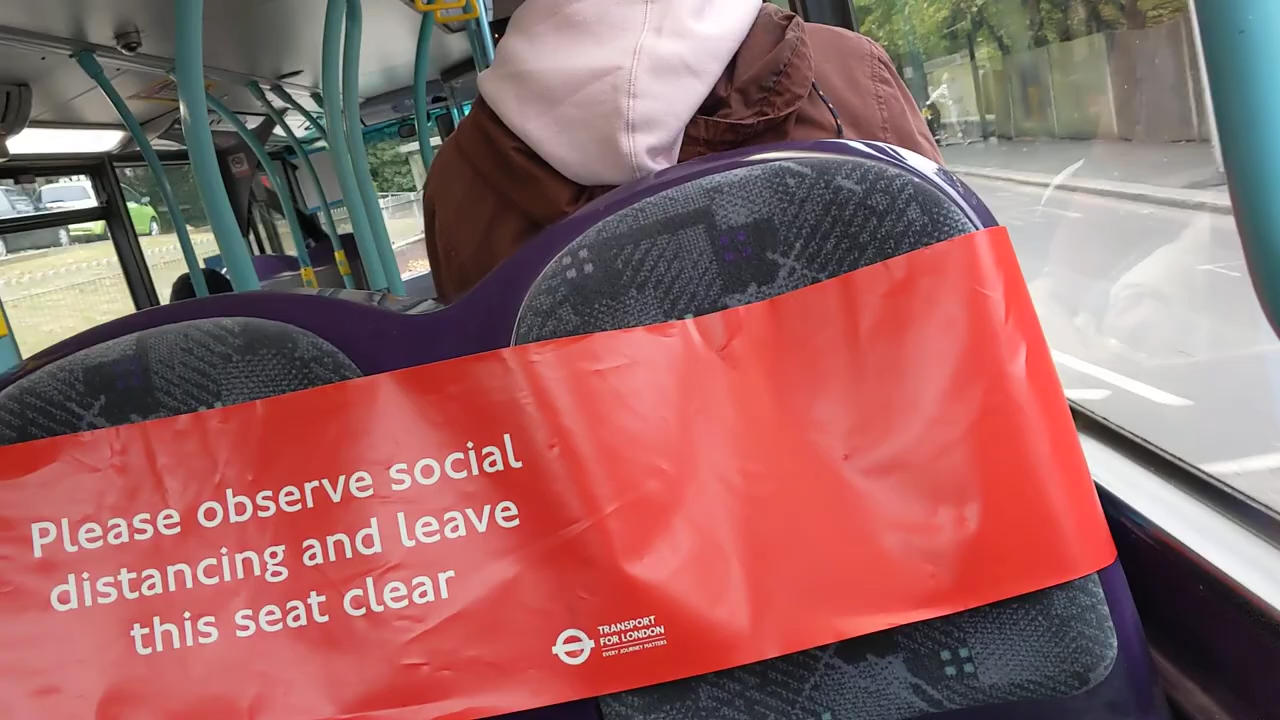 Please observe social
distancing and leave
this seat clear
TRANSPORT
FOR LONDON
EVERY JOURNEY MATTERS